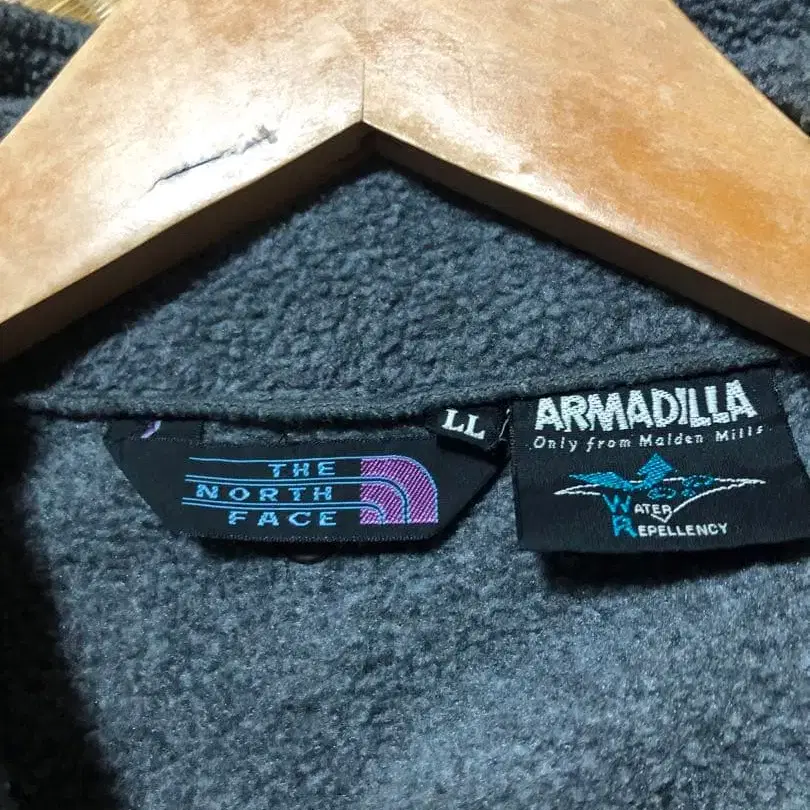 THE
NORTH
FACE
LL
ARMADILLA
Only from Malden Mills
WATER
REPELLENCY